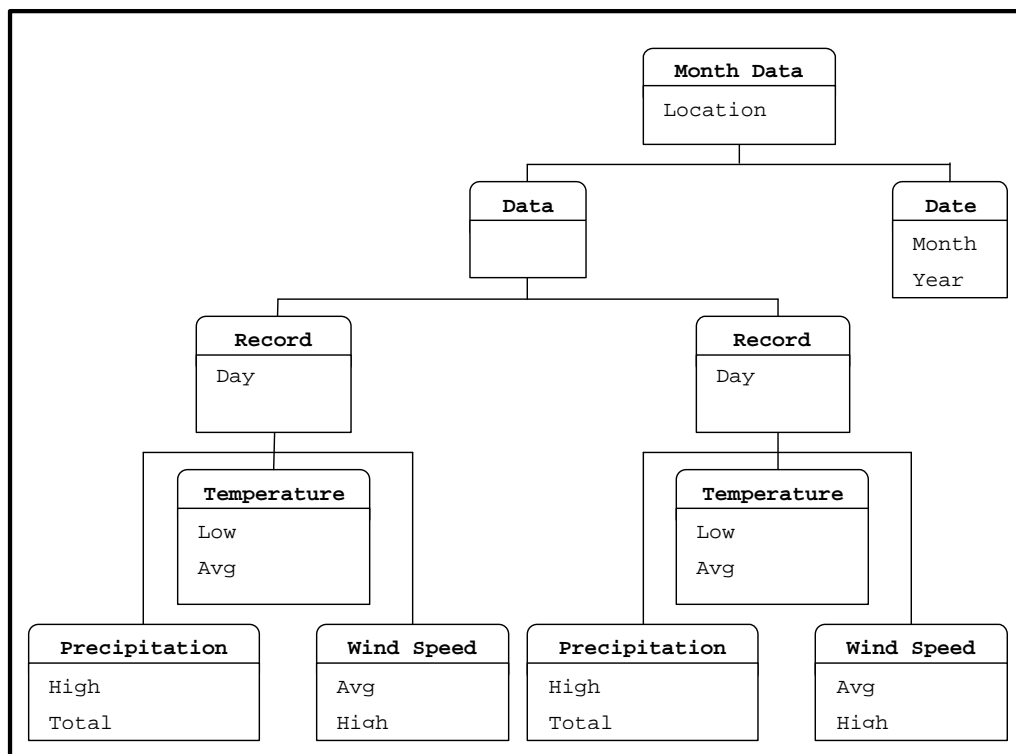 Month Data
Location
Data
Date
Month
Year
Record
Day
Record
Day
Temperature
Low
Avg
Temperature
Low
Avg
Precipitation
High
Total
Wind Speed
Avg
High
Precipitation
High
Total
Wind Speed
Avg
High